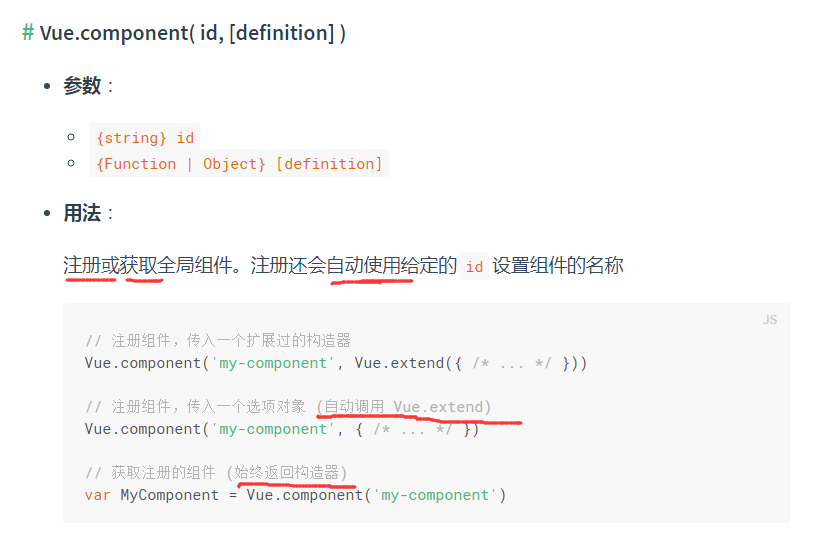 # Vue.component( id, [definition] )
参数：
{string} id
{Function | Object} [definition]
用法：
注册或获取全局组件。注册还会自动使用给定的 id 设置组件的名称
JS
// 注册组件，传入一个扩展过的构造器
Vue.component('my-component', Vue.extend({ /* ... */ }))
// 注册组件，传入一个选项对象 (自动调用 Vue.extend)
Vue.component('my-component', { /* ... */ })
// 获取注册的组件 (始终返回构造器)
var MyComponent = Vue.component('my-component')